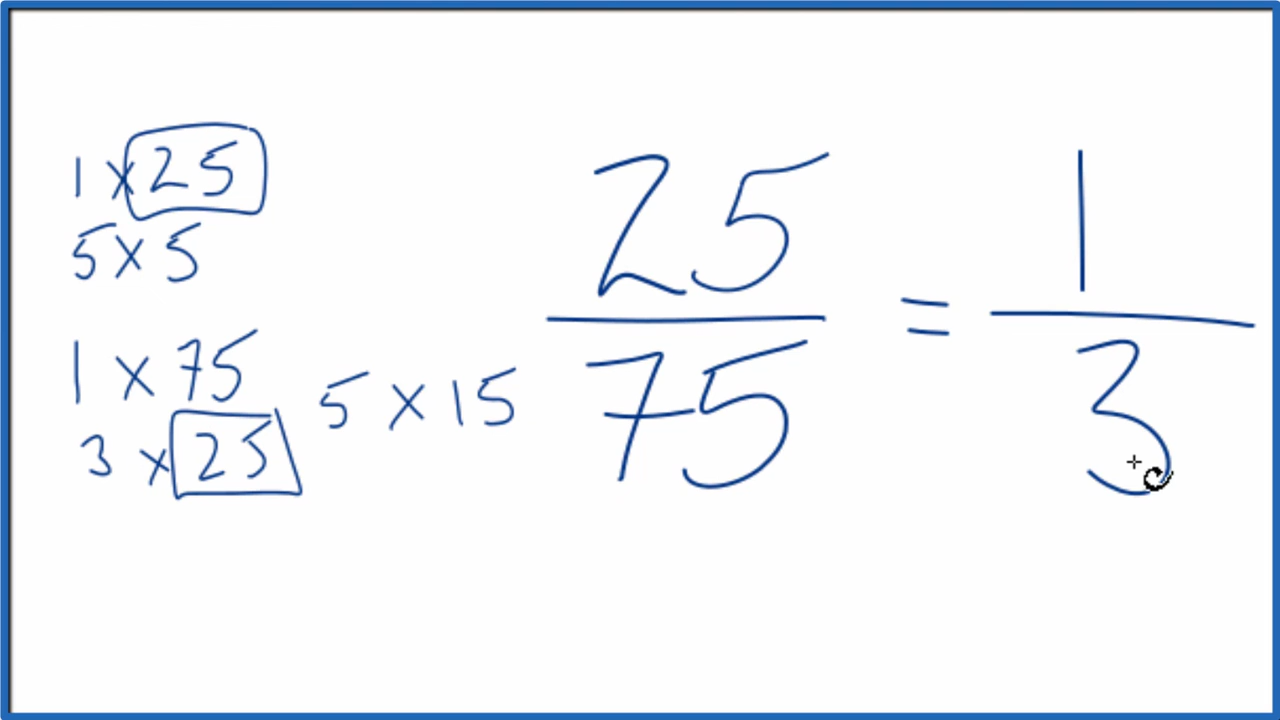 1 x 25
5 x 5
1 x 75
3 x 25
5 x 15
25
75
=
1
3